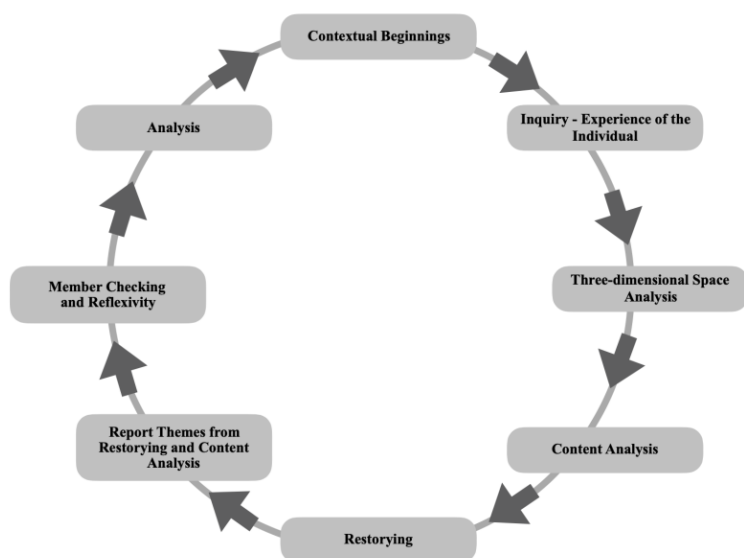 Contextual Beginnings
Inquiry - Experience of the
Individual
Three-dimensional Space
Analysis
Content Analysis
Restorying
Report Themes from
Restorying and Content
Analysis
Member Checking
and Reflexivity
Analysis